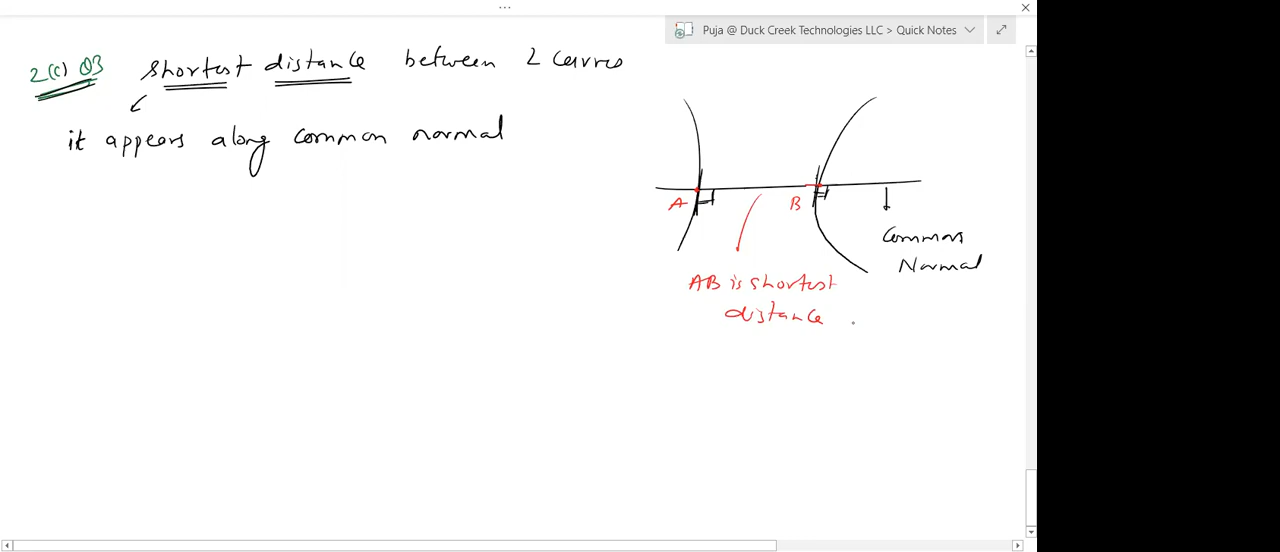 Puja @ Duck Creek Technologies LLC > Quick Notes
2(c) Q3 shortest distance between 2 curves
it appears along common normal
A
B
Common
Normal
AB is shortest
distance